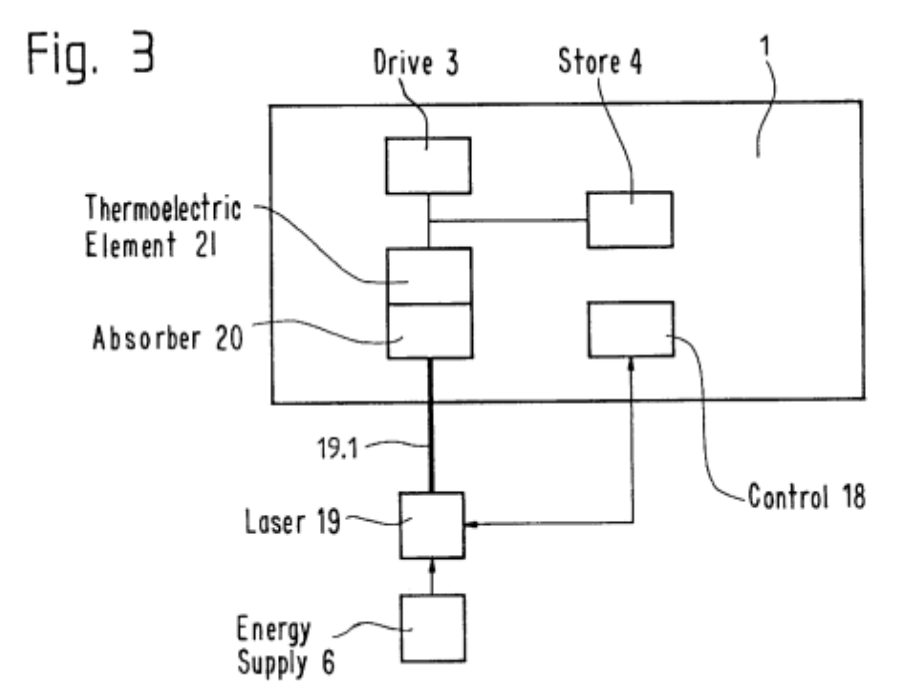 Fig. 3
Drive 3
Store 4
1
Thermoelectric
Element 21
Absorber 20
19.1
Laser 19
Control 18
Energy
Supply 6